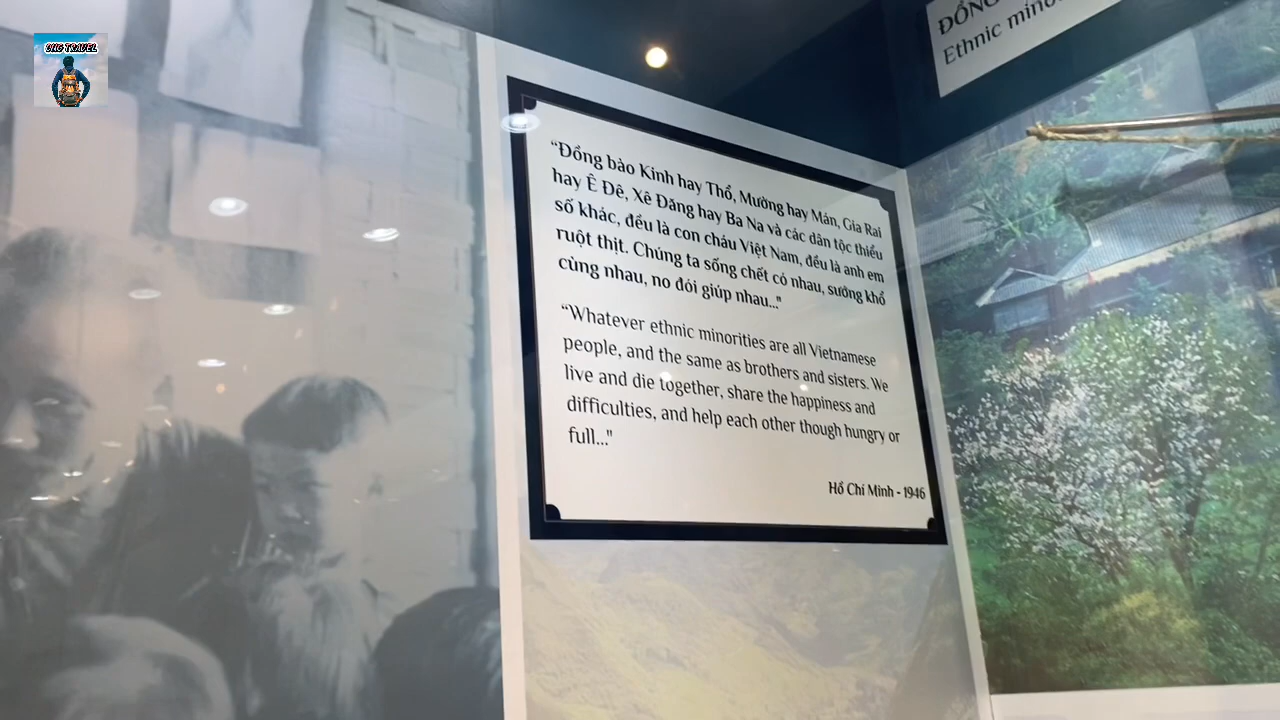 UHG TRAVEL
ĐỒNG
Ethnic mino
“Đồng bào Kinh hay Thổ, Mường hay Mán, Gia Rai
hay Ê Đê, Xê Đăng hay Ba Na và các dân tộc thiểu
số khác, đều là con cháu Việt Nam, đều là anh em
ruột thịt. Chúng ta sống chết có nhau, sướng khổ
cùng nhau, no đói giúp nhau..."
“Whatever ethnic minorities are all Vietnamese
people, and the same as brothers and sisters. We
live and die together, share the happiness and
difficulties, and help each other though hungry or
full..."
Hồ Chí Minh - 1946